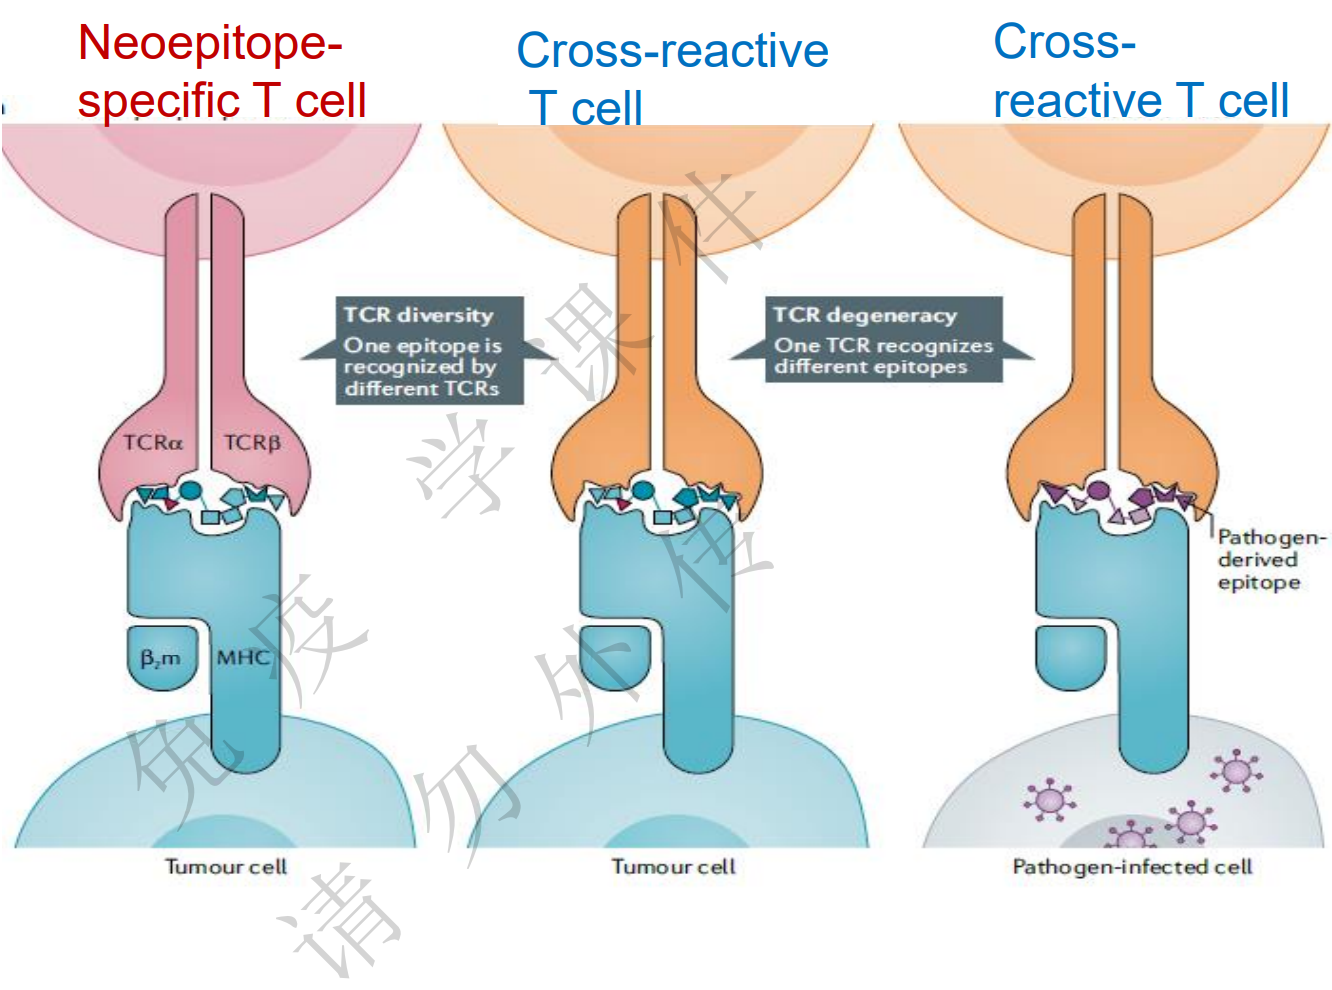 Neoepitope-
specific T cell
Cross-reactive
T cell
Cross-
reactive T cell
TCR diversity
One epitope is
recognized by
different TCRs
TCR degeneracy
One TCR recognizes
different epitopes
TCRα
TCRβ
Pathogen-
derived
epitope
β₂m
MHC
Tumour cell
Tumour cell
Pathogen-infected cell
免疫学课件
请勿外传